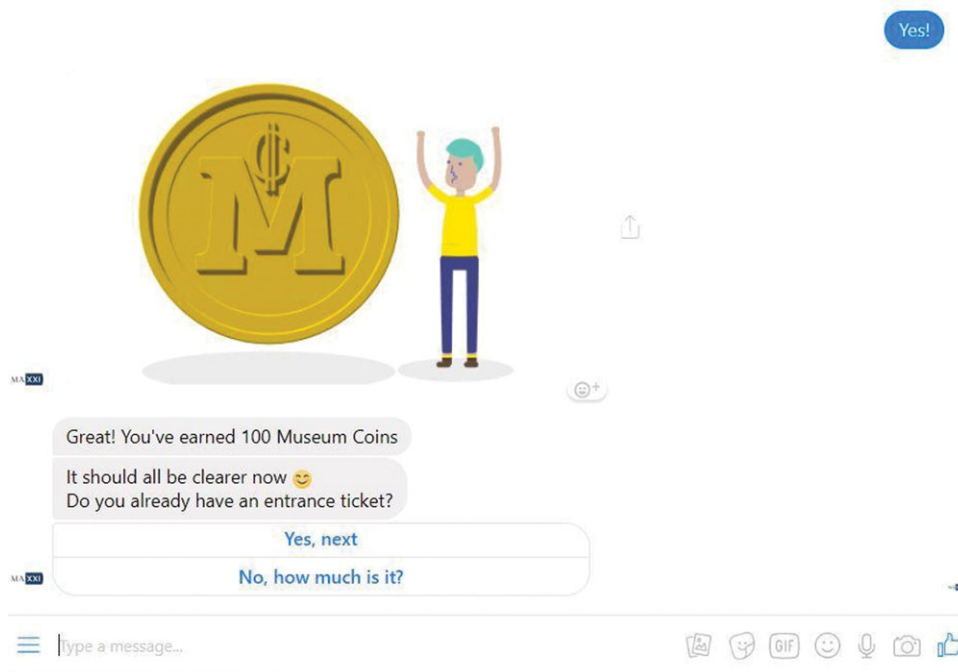 Yes!
M
MAXXI
Great! You've earned 100 Museum Coins
It should all be clearer now 😊
Do you already have an entrance ticket?
Yes, next
No, how much is it?
MAXXI
Type a message...
GIF